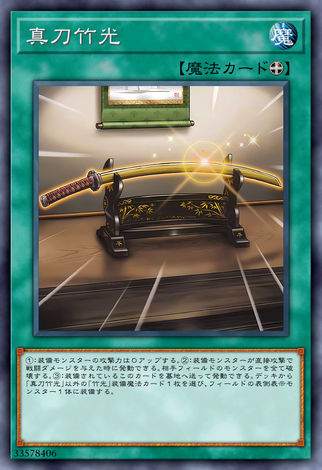 真刀竹光
魔
【魔法カード】
①:装備モンスターの攻撃力は０アップする。②:装備モンスターが直接攻撃で
戦闘ダメージを与えた時に発動できる。相手フィールドのモンスターを全て破
壊する。③:装備されているこのカードを墓地へ送って発動できる。デッキから
「真刀竹光」以外の「竹光」装備魔法カード１枚を選び、フィールドの表側表示モ
ンスター１体に装備する。
33578406